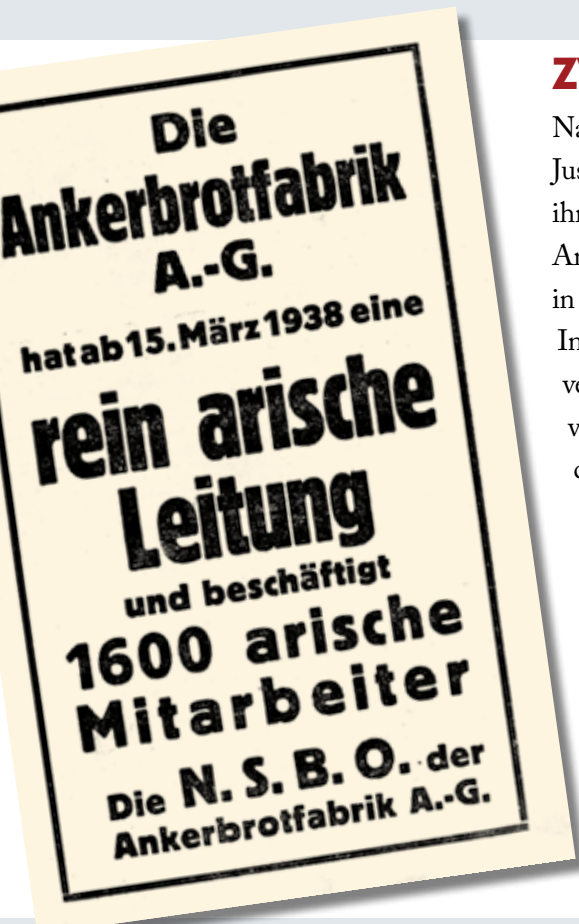 Die
Ankerbrotfabrik
A.-G.
hat ab 15. März 1938 eine
rein arische
Leitung
und beschäftigt
1600 arische
Mitarbeiter
Die N. S. B. O. der
Ankerbrotfabrik A.-G.
in